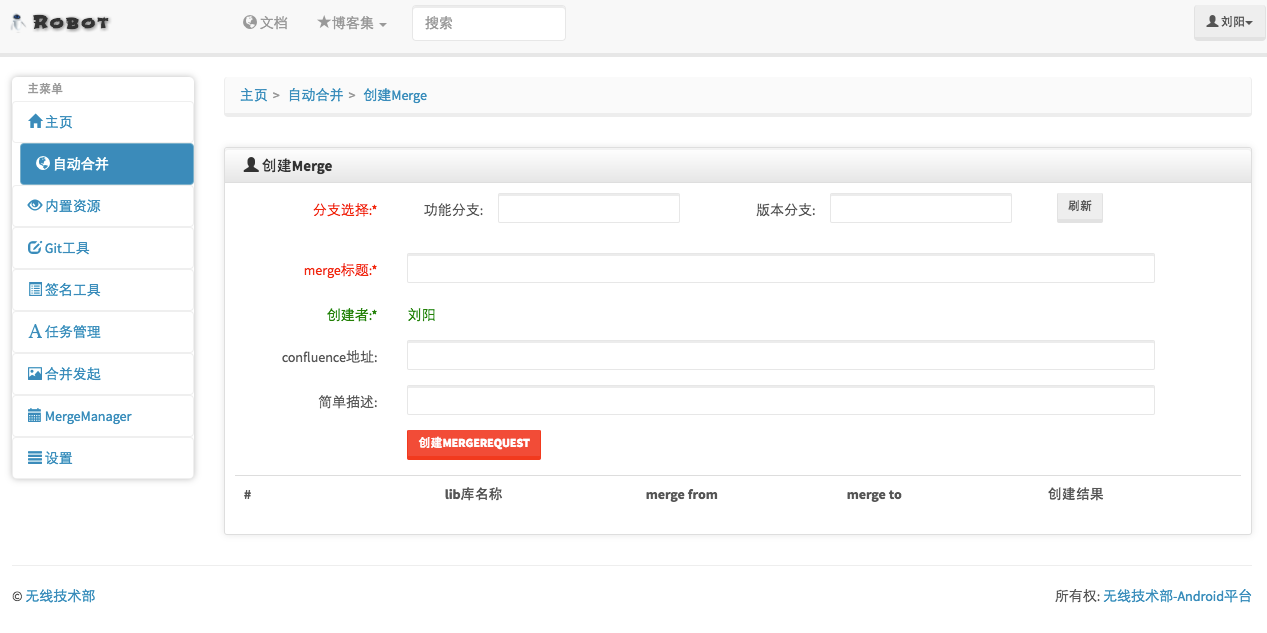 ROBOT 文档 ★博客集 搜索 刘阳
主菜单
主页
自动合并
内置资源
Git工具
签名工具
任务管理
合并发起
MergeManager
设置
主页 > 自动合并 > 创建Merge
创建Merge
分支选择:* 功能分支: 版本分支: 刷新
merge标题:*
创建者:* 刘阳
confluence地址:
简单描述:
创建MERGEREQUEST
# lib库名称 merge from merge to 创建结果
© 无线技术部 所有权: 无线技术部-Android平台